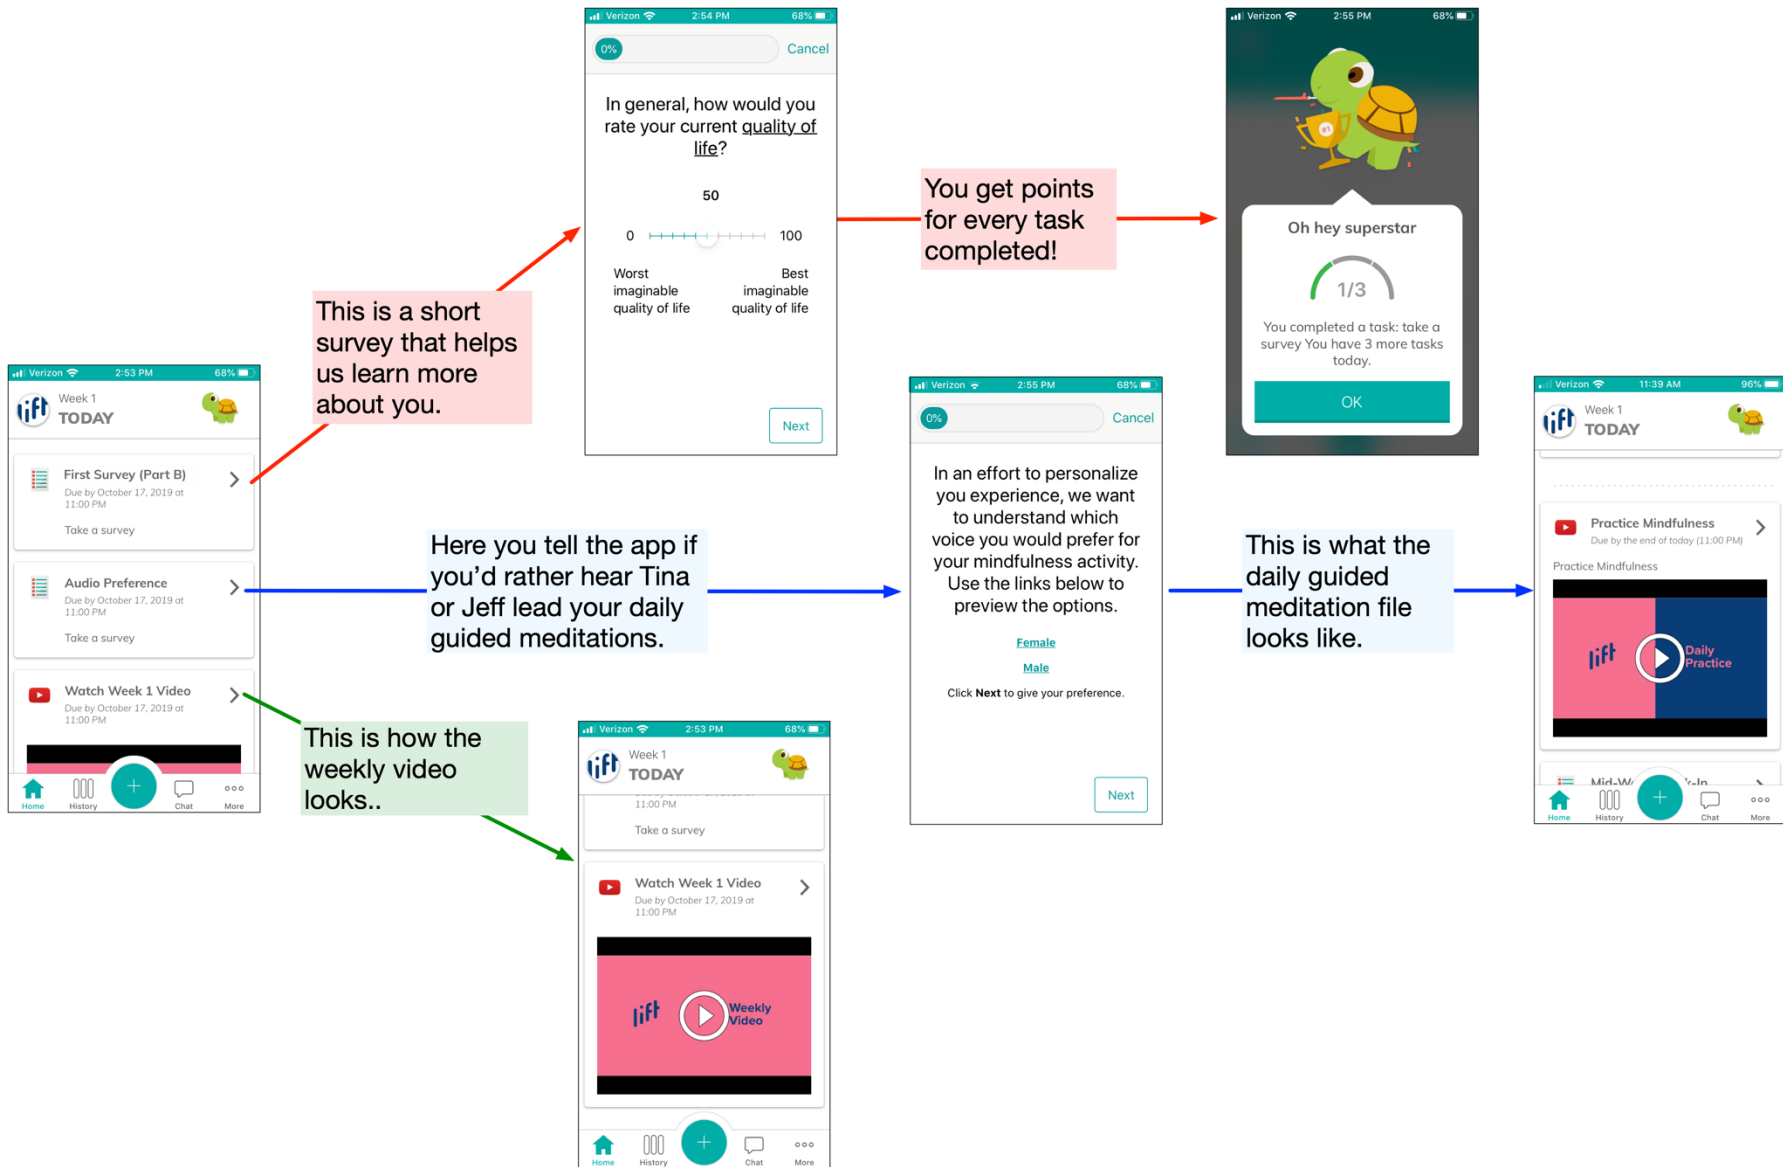 Verizon 2:53 PM 68%
lift
Week 1
TODAY
First Survey (Part B)
Due by October 17, 2019 at
11:00 PM
Take a survey
Audio Preference
Due by October 17, 2019 at
11:00 PM
Take a survey
Watch Week 1 Video
Due by October 17, 2019 at
11:00 PM
Home History + Chat More
This is a short
survey that helps
us learn more
about you.
Verizon 2:54 PM 68%
0% Cancel
In general, how would you
rate your current quality of
life?
50
0 100
Worst
imaginable
quality of life
Best
imaginable
quality of life
Next
You get points
for every task
completed!
Verizon 2:55 PM 68%
#1
Oh hey superstar
1/3
You completed a task: take a
survey You have 3 more tasks
today.
OK
Here you tell the app if
you'd rather hear Tina
or Jeff lead your daily
guided meditations.
Verizon 2:55 PM 68%
0% Cancel
In an effort to personalize
you experience, we want
to understand which
voice you would prefer for
your mindfulness activity.
Use the links below to
preview the options.
Female
Male
Click Next to give your preference.
Next
This is what the
daily guided
meditation file
looks like.
Verizon 11:39 AM 96%
lift
Week 1
TODAY
Practice Mindfulness
Due by the end of today (11:00 PM)
Practice Mindfulness
lift
Daily
Practice
Home History + Chat More
This is how the
weekly video
looks..
Verizon 2:53 PM 68%
lift
Week 1
TODAY
11:00 PM
Take a survey
Watch Week 1 Video
Due by October 17, 2019 at
11:00 PM
lift
Weekly
Video
Home History + Chat More